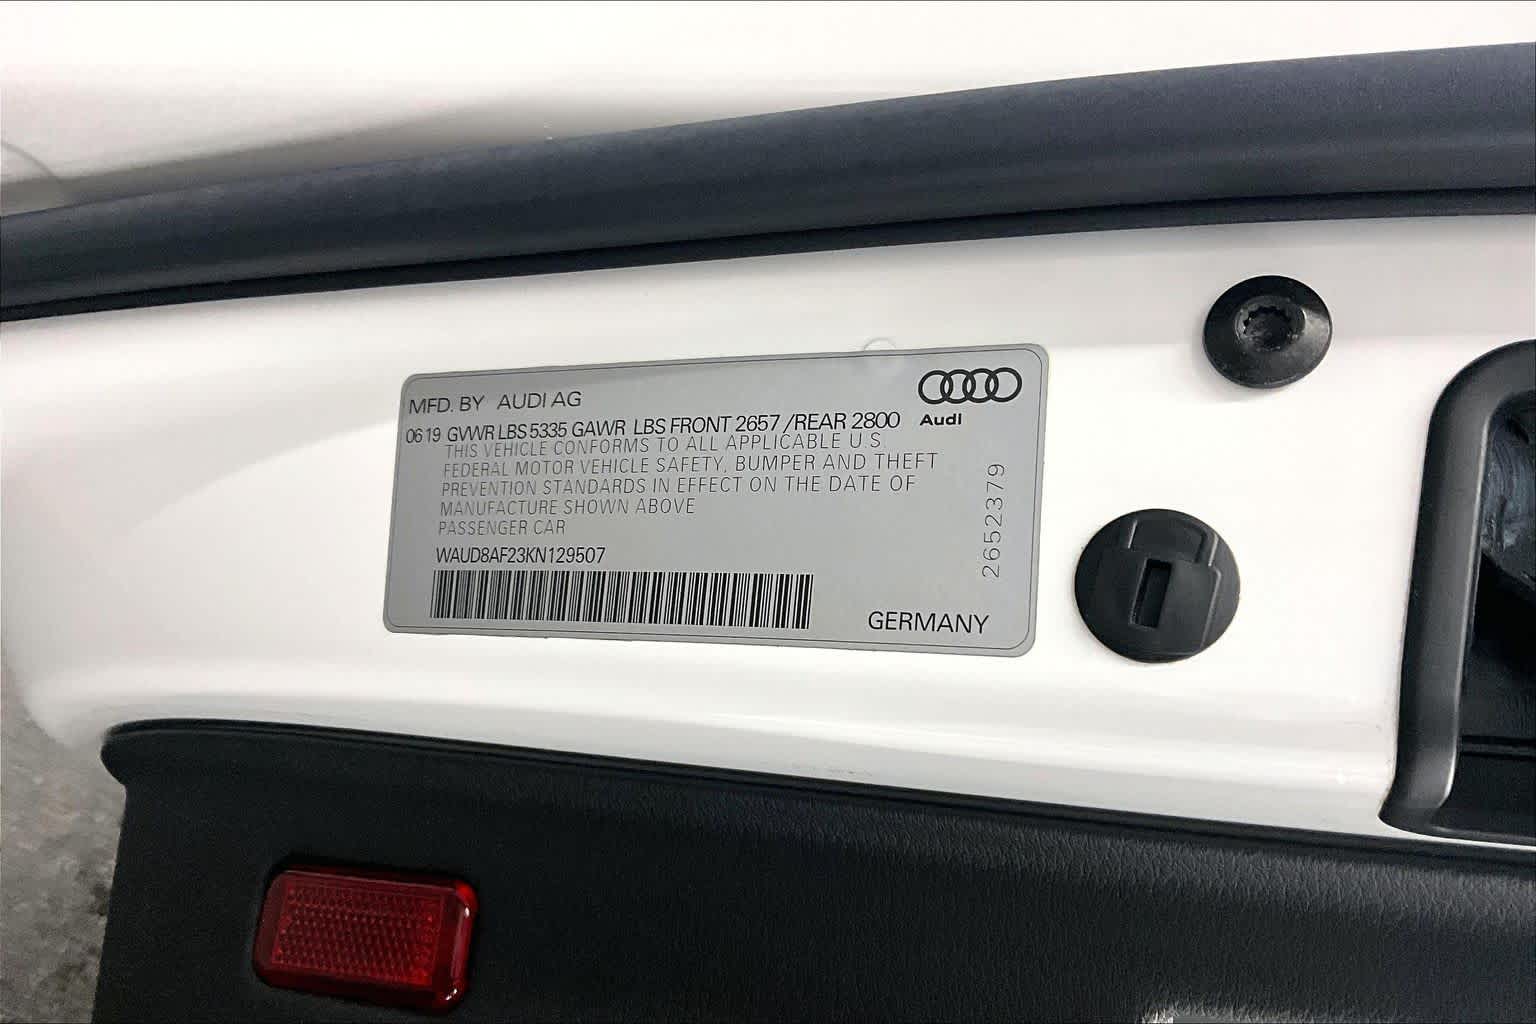 MFD. BY AUDI AG
Audi
06 19 GVWR LBS 5335 GAWR LBS FRONT 2657 /REAR 2800
THIS VEHICLE CONFORMS TO ALL APPLICABLE U.S.
FEDERAL MOTOR VEHICLE SAFETY, BUMPER AND THEFT
PREVENTION STANDARDS IN EFFECT ON THE DATE OF
MANUFACTURE SHOWN ABOVE
PASSENGER CAR
WAUD8AF23KN129507
2652379
GERMANY